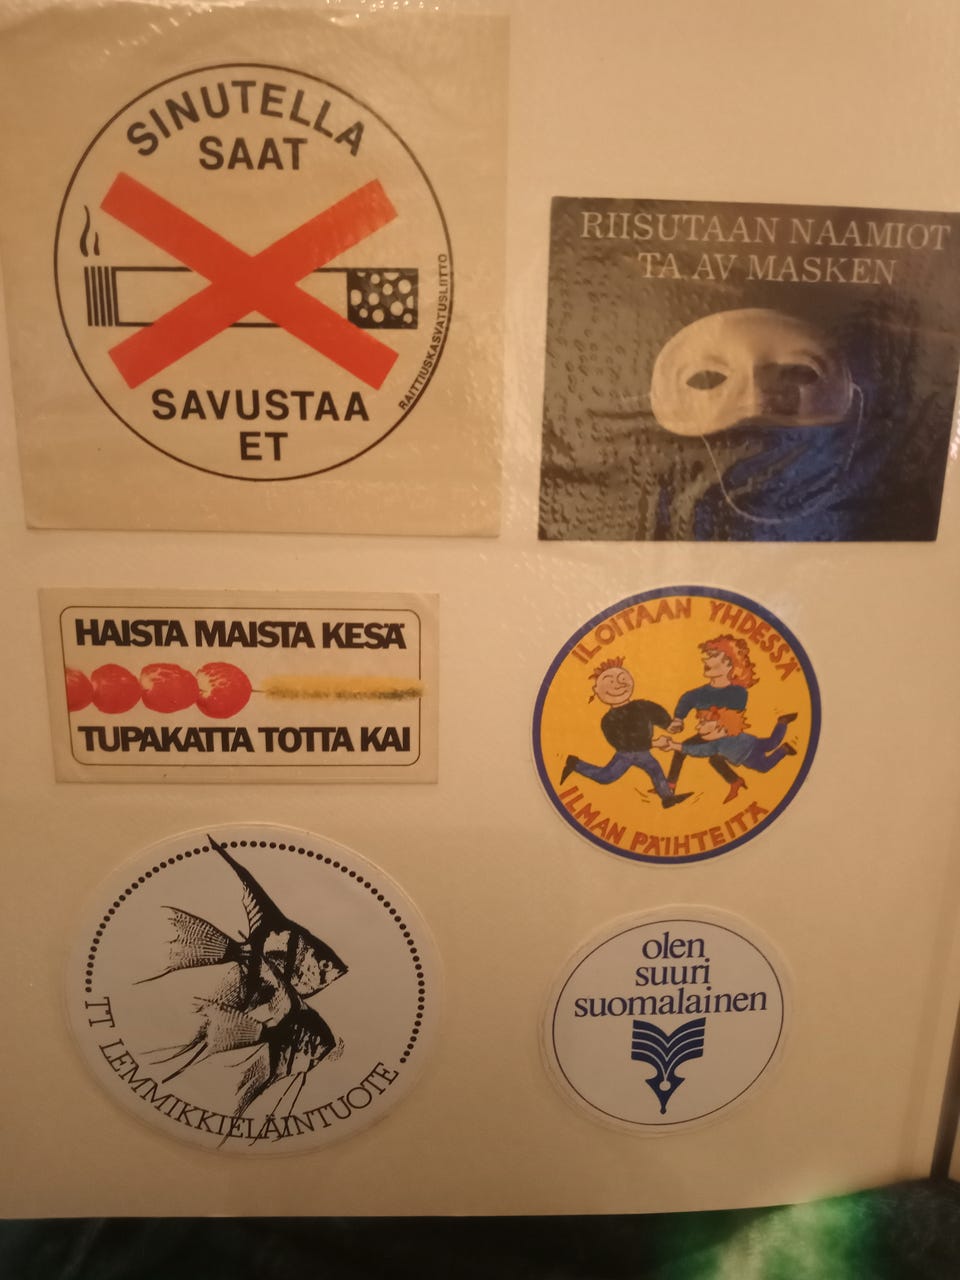 SINUTELLA
SAAT
SAVUSTAA
ET
RAITTIUSKASVATUSLIITTO
RIISUTAAN NAAMIOT
TA AV MASKEN
HAISTA MAISTA KESÄ
TUPAKATTA TOTTA KAI
ILOITAAN YHDESSÄ
ILMAN PÄIHTEITÄ
TT LEMMIKKIELÄINTUOTE
olen
suuri
suomalainen